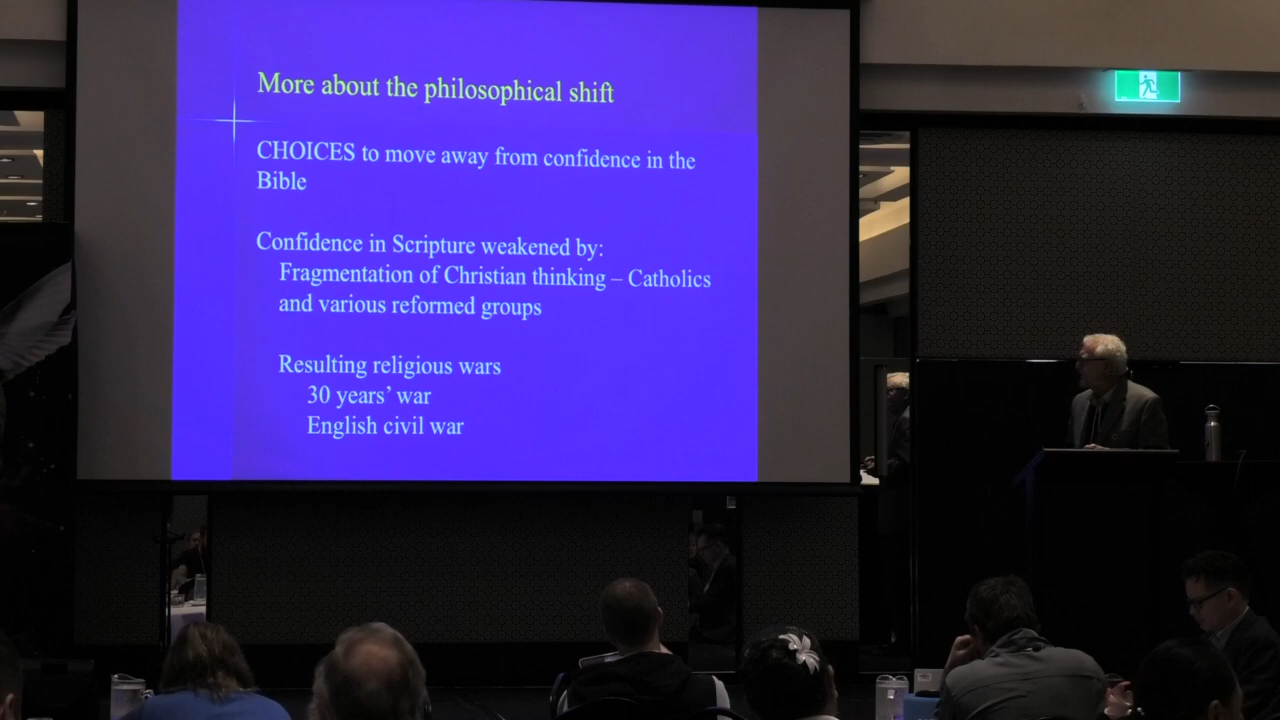 More about the philosophical shift
CHOICES to move away from confidence in the
Bible
Confidence in Scripture weakened by:
Fragmentation of Christian thinking – Catholics
and various reformed groups
Resulting religious wars
30 years’ war
English civil war